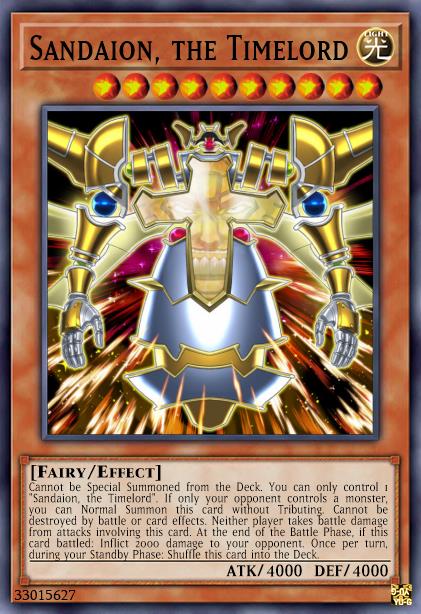 SANDAION, THE TIMELORD
LIGHT
光
[FAIRY/EFFECT]
Cannot be Special Summoned from the Deck. You can only control 1
"Sandaion, the Timelord". If only your opponent controls a monster,
you can Normal Summon this card without Tributing. Cannot be
destroyed by battle or card effects. Neither player takes battle damage
from attacks involving this card. At the end of the Battle Phase, if this
card battled: Inflict 2000 damage to your opponent. Once per turn,
during your Standby Phase: Shuffle this card into the Deck.
ATK/4000 DEF/4000
33015627